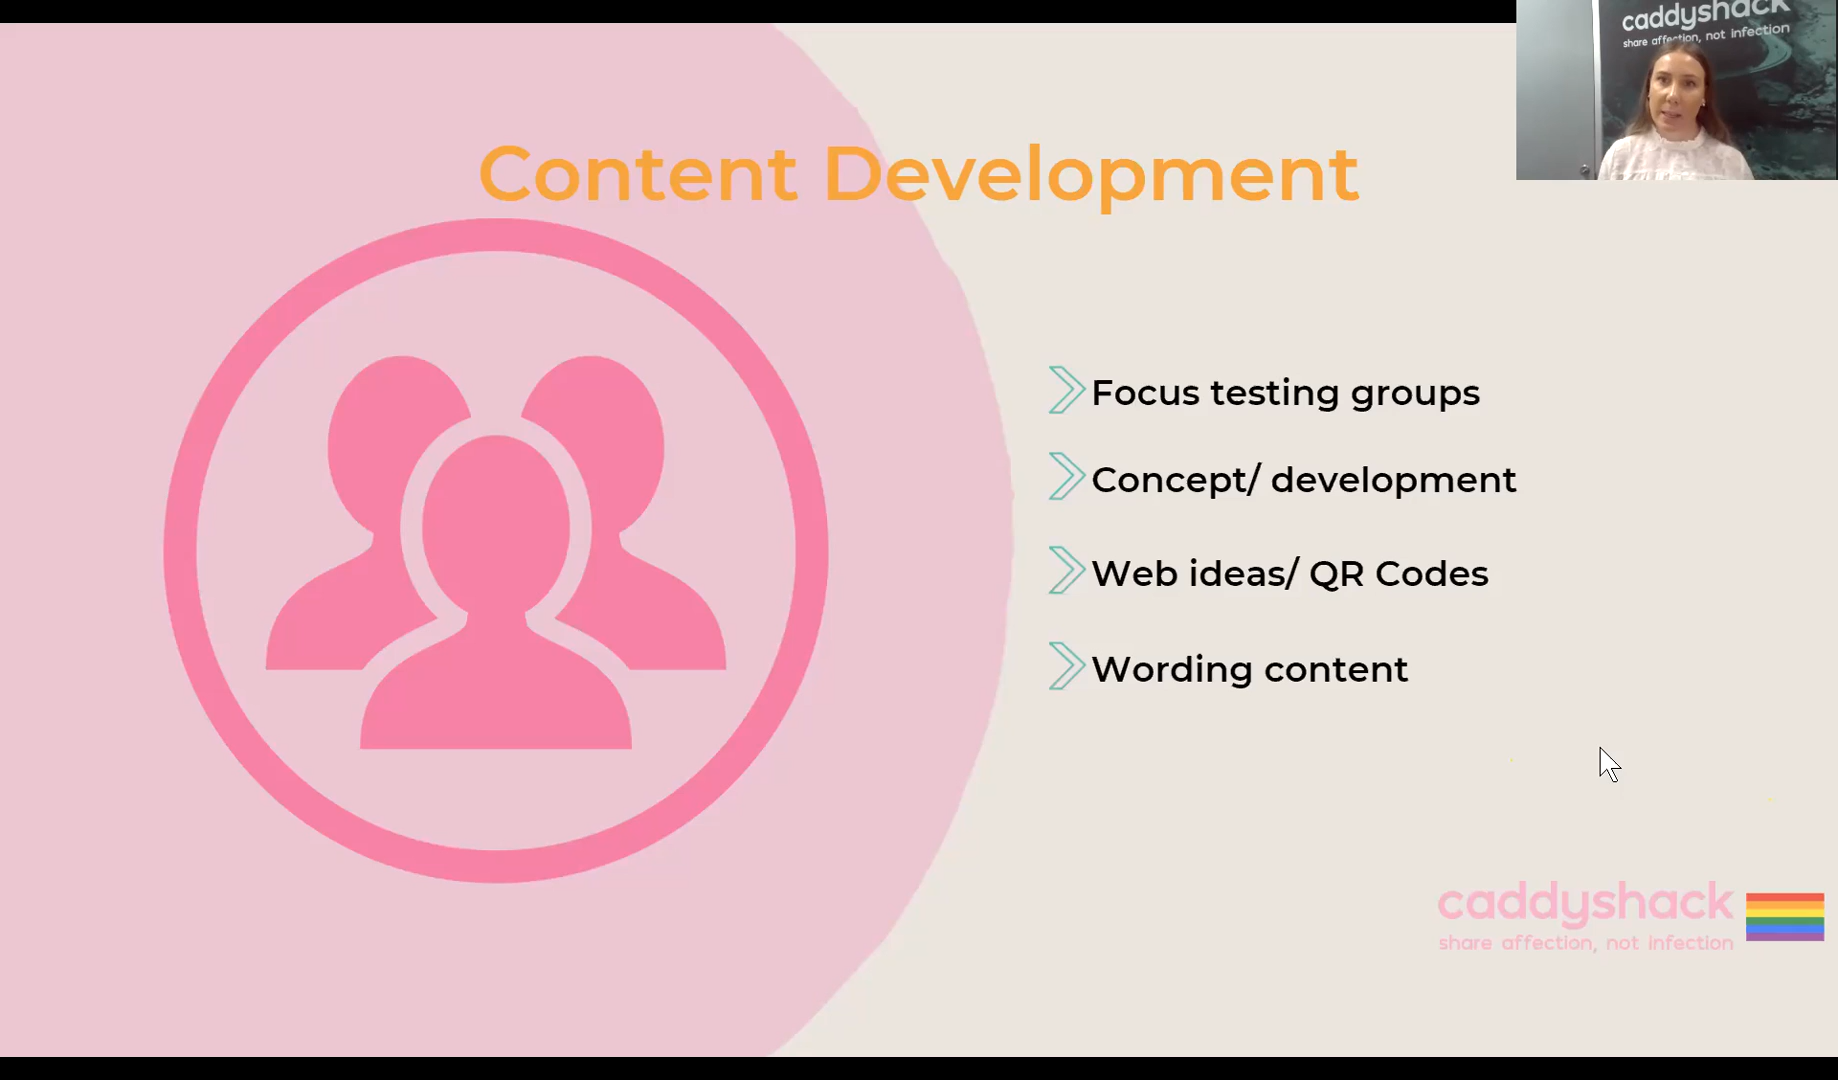 caddyshack
share affection, not infection
Content Development
Focus testing groups
Concept/ development
Web ideas/ QR Codes
Wording content
caddyshack
share affection, not infection